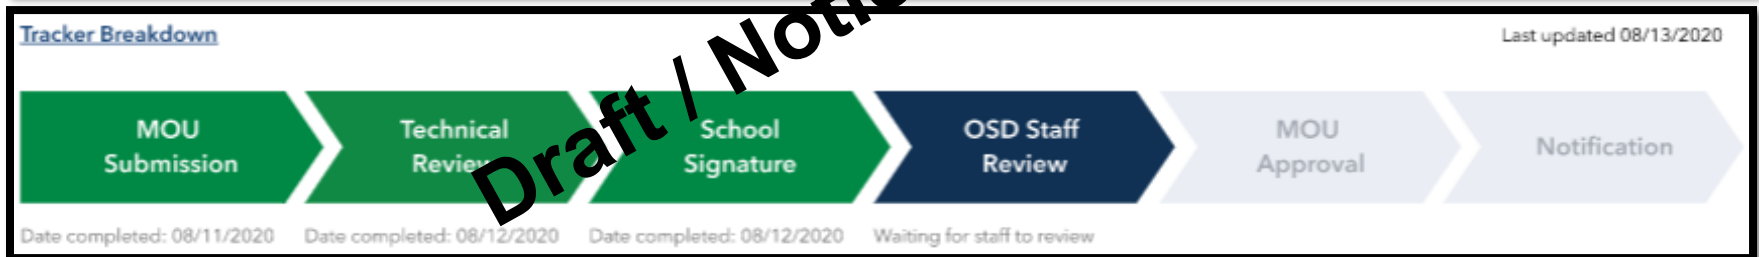 Tracker Breakdown
Last updated 08/13/2020
MOU
Submission
Technical
Review
School
Signature
OSD Staff
Review
MOU
Approval
Notification
Date completed: 08/11/2020
Date completed: 08/12/2020
Date completed: 08/12/2020
Waiting for staff to review
Draft /